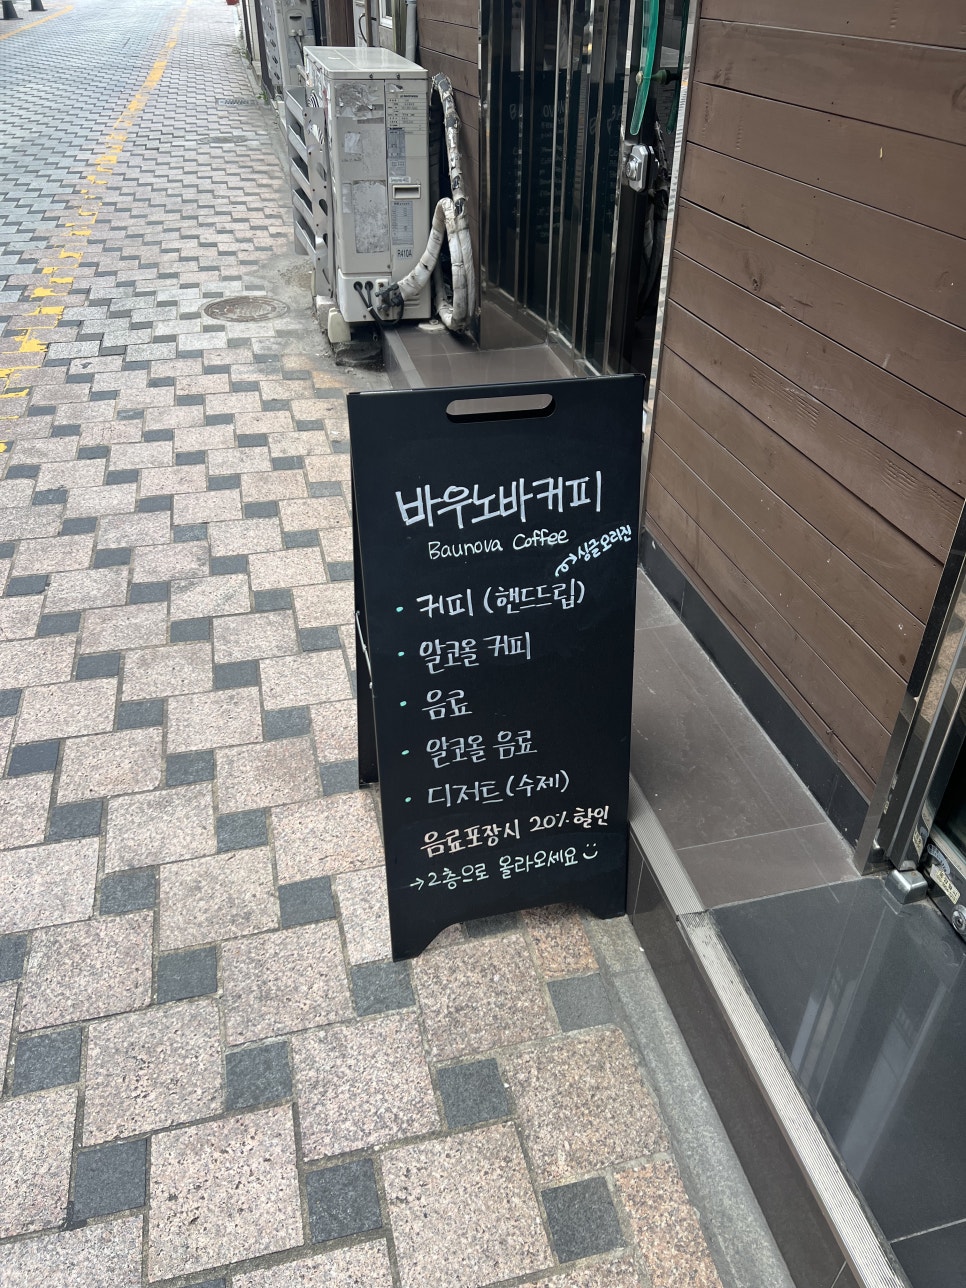 바우노바커피
Baunova Coffee
싱글오리진
• 커피 (핸드드립)
• 알코올 커피
• 음료
• 알코올 음료
• 디저트(수제)
음료포장시 20% 할인
→2층으로 올라오세요
R410A